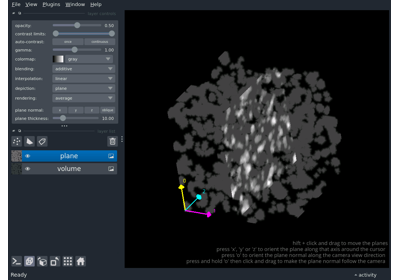 File View Plugins Window Help
opacity: 0.50
contrast limits:
auto-contrast: once continuous
gamma: 1.00
colormap: gray
blending: additive
interpolation: linear
depiction: plane
rendering: average
plane normal: x y z oblique
plane thickness: 10.00
plane
volume
hift + click and drag to move the planes
press 'x', 'y' or 'z' to orient the plane along that axis around the cursor
press 'o' to orient the plane normal along the camera view direction
press and hold 'o' then click and drag to make the plane normal follow the camera
Ready
activity